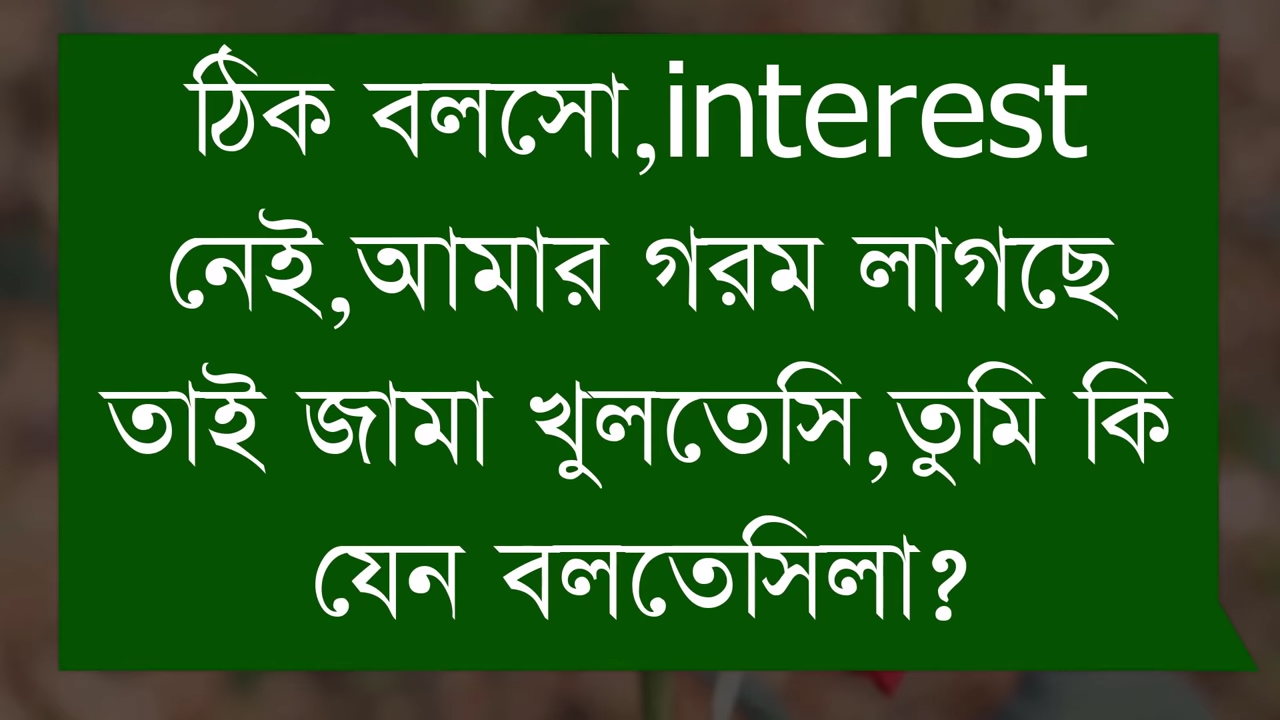 ঠিক বলসো,interest
নেই,আমার গরম লাগছে
তাই জামা খুলতেসি,তুমি কি
যেন বলতেসিলা?